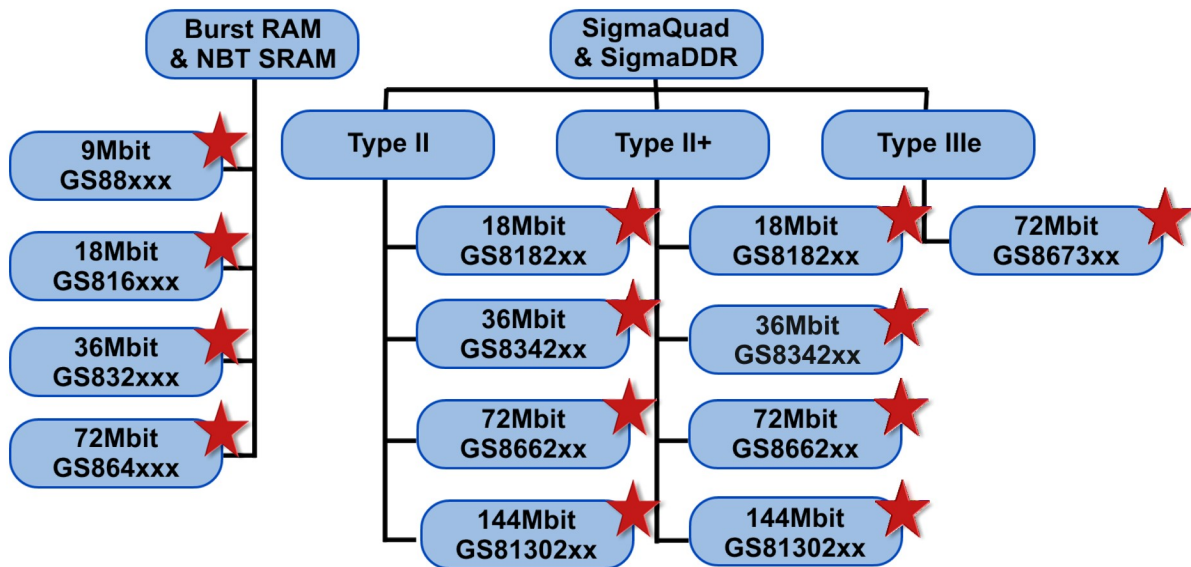 Burst RAM
& NBT SRAM
9Mbit
GS88xxx
18Mbit
GS816xxx
36Mbit
GS832xxx
72Mbit
GS864xxx
SigmaQuad
& SigmaDDR
Type II
18Mbit
GS8182xx
36Mbit
GS8342xx
72Mbit
GS8662xx
144Mbit
GS81302xx
Type II+
18Mbit
GS8182xx
36Mbit
GS8342xx
72Mbit
GS8662xx
144Mbit
GS81302xx
Type IIIe
72Mbit
GS8673xx